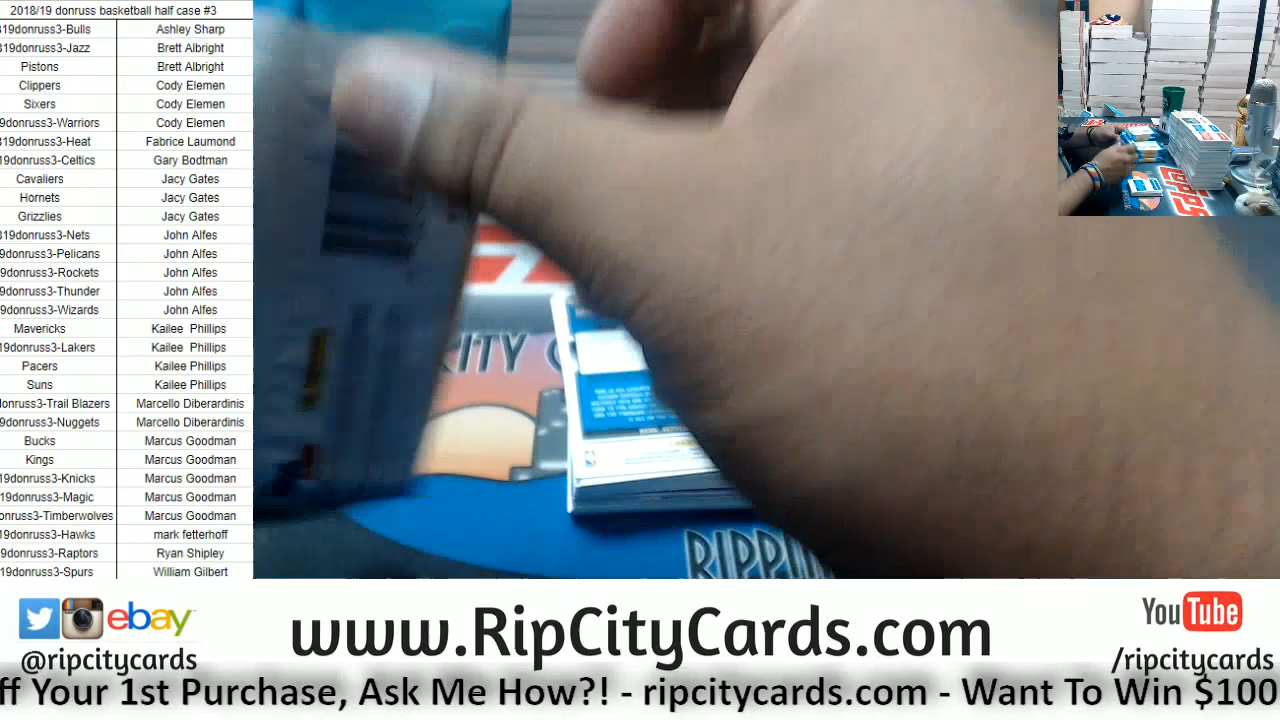 2018/19 donruss basketball half case #3
319donruss3-Bulls Ashley Sharp
319donruss3-Jazz Brett Albright
Pistons Brett Albright
Clippers Cody Elemen
Sixers Cody Elemen
9donruss3-Warriors Cody Elemen
319donruss3-Heat Fabrice Laumond
19donruss3-Celtics Gary Bodtman
Cavaliers Jacy Gates
Hornets Jacy Gates
Grizzlies Jacy Gates
319donruss3-Nets John Alfes
9donruss3-Pelicans John Alfes
9donruss3-Rockets John Alfes
9donruss3-Thunder John Alfes
9donruss3-Wizards John Alfes
Mavericks Kailee Phillips
19donruss3-Lakers Kailee Phillips
Pacers Kailee Phillips
Suns Kailee Phillips
onruss3-Trail Blazers Marcello Diberardinis
9donruss3-Nuggets Marcello Diberardinis
Bucks Marcus Goodman
Kings Marcus Goodman
19donruss3-Knicks Marcus Goodman
19donruss3-Magic Marcus Goodman
onruss3-Timberwolves Marcus Goodman
19donruss3-Hawks mark fetterhoff
9donruss3-Raptors Ryan Shipley
19donruss3-Spurs William Gilbert
ITY C
RIPPI
ebay
@ripcitycards
www.RipCityCards.com
YouTube
/ripcitycards
ff Your 1st Purchase, Ask Me How?! - ripcitycards.com - Want To Win $100